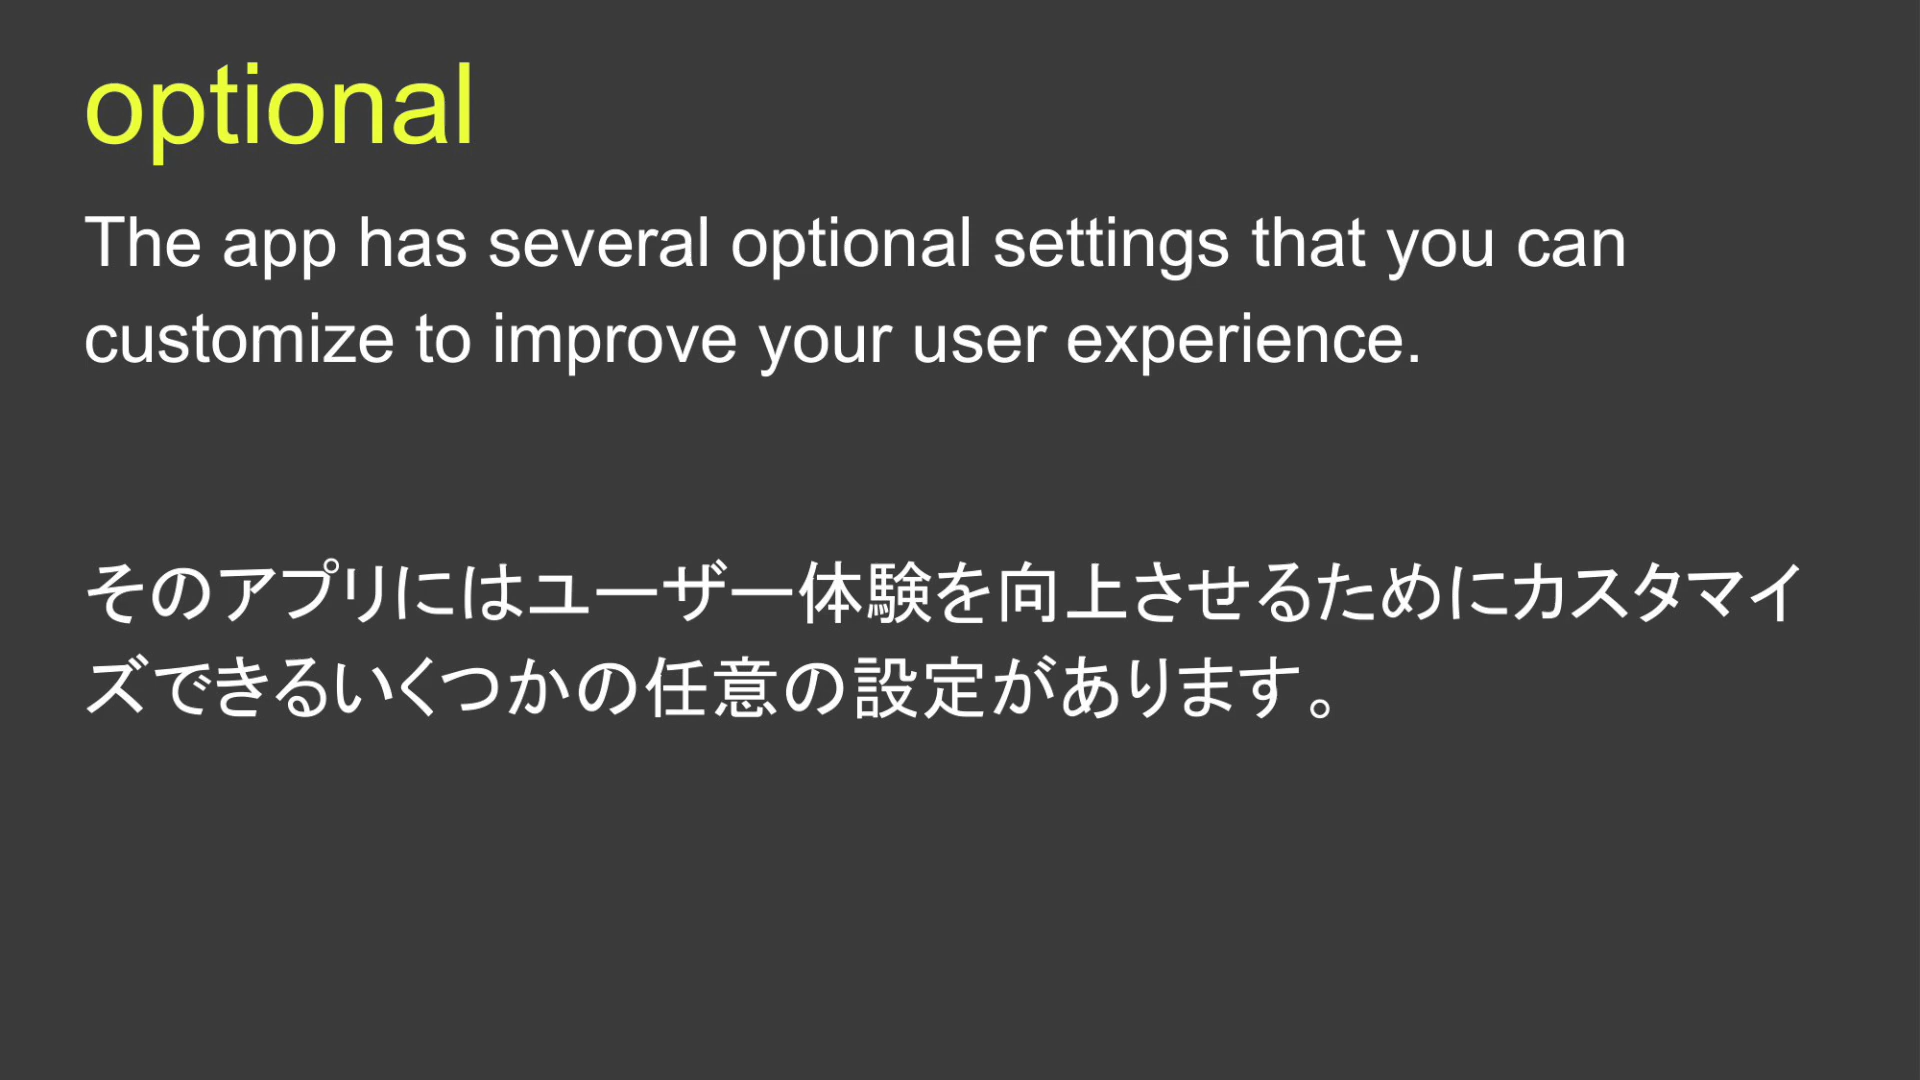 optional
The app has several optional settings that you can
customize to improve your user experience.
そのアプリにはユーザー体験を向上させるためにカスタマイ
ズできるいくつかの任意の設定があります。